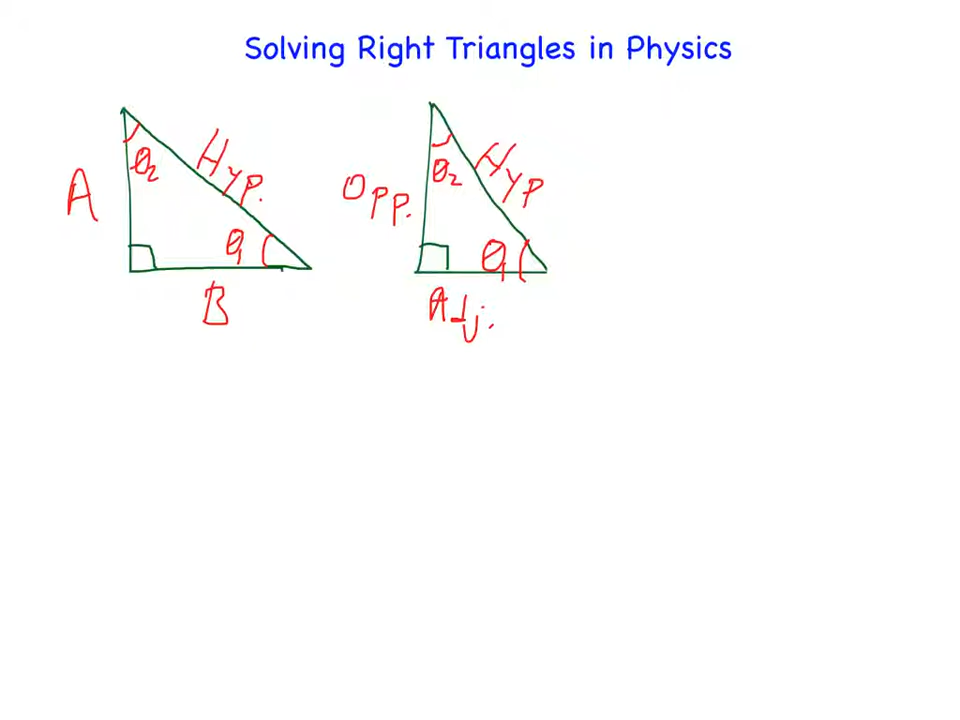 Solving Right Triangles in Physics
A
θ2
Hyp.
θ1
B
Opp.
θ2
Hyp
θ1
Adj.